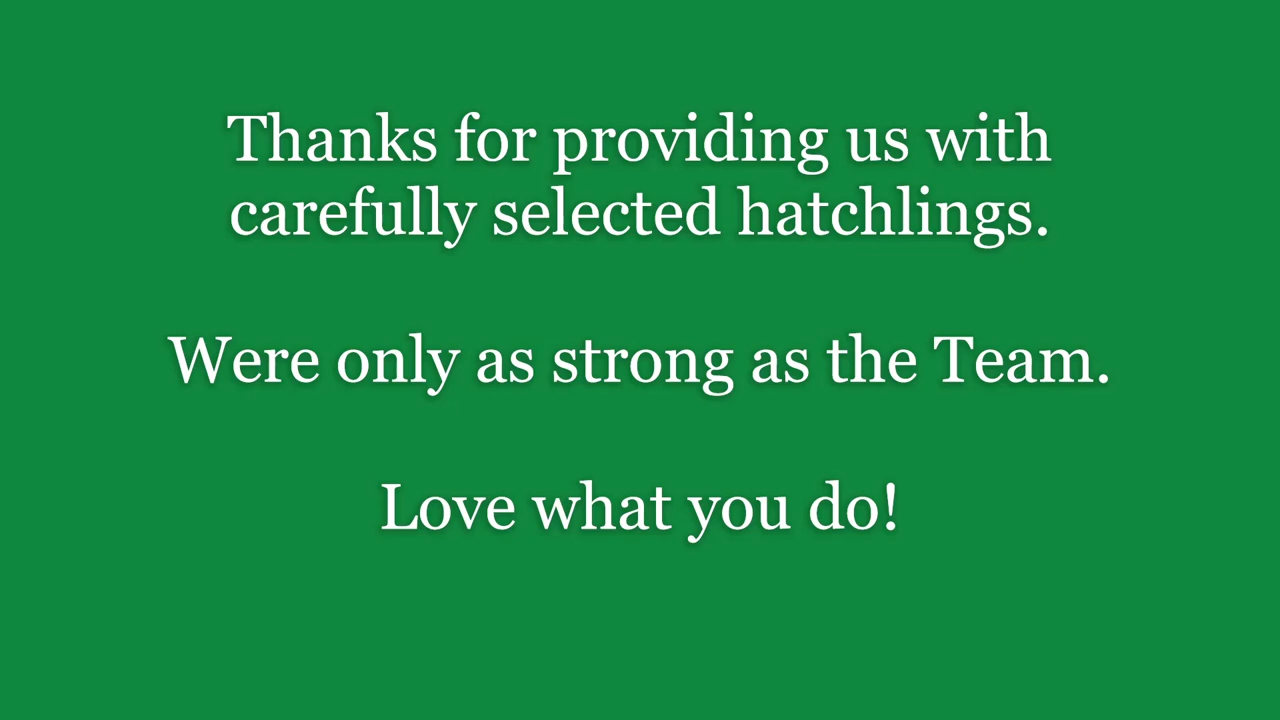 Thanks for providing us with
carefully selected hatchlings.
Were only as strong as the Team.
Love what you do!